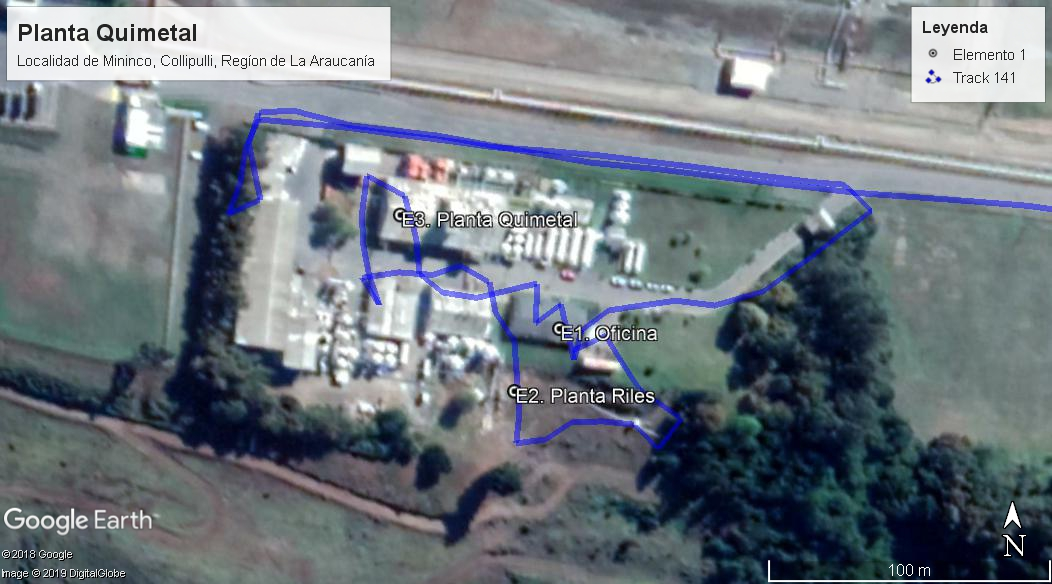 Planta Quimetal
Localidad de Mininco, Collipulli, Regíon de La Araucanía
Leyenda
Elemento 1
Track 141
E3. Planta Quimetal
E1. Oficina
E2. Planta Riles
Google Earth
©2018 Google
Image © 2019 DigitalGlobe
N
100 m